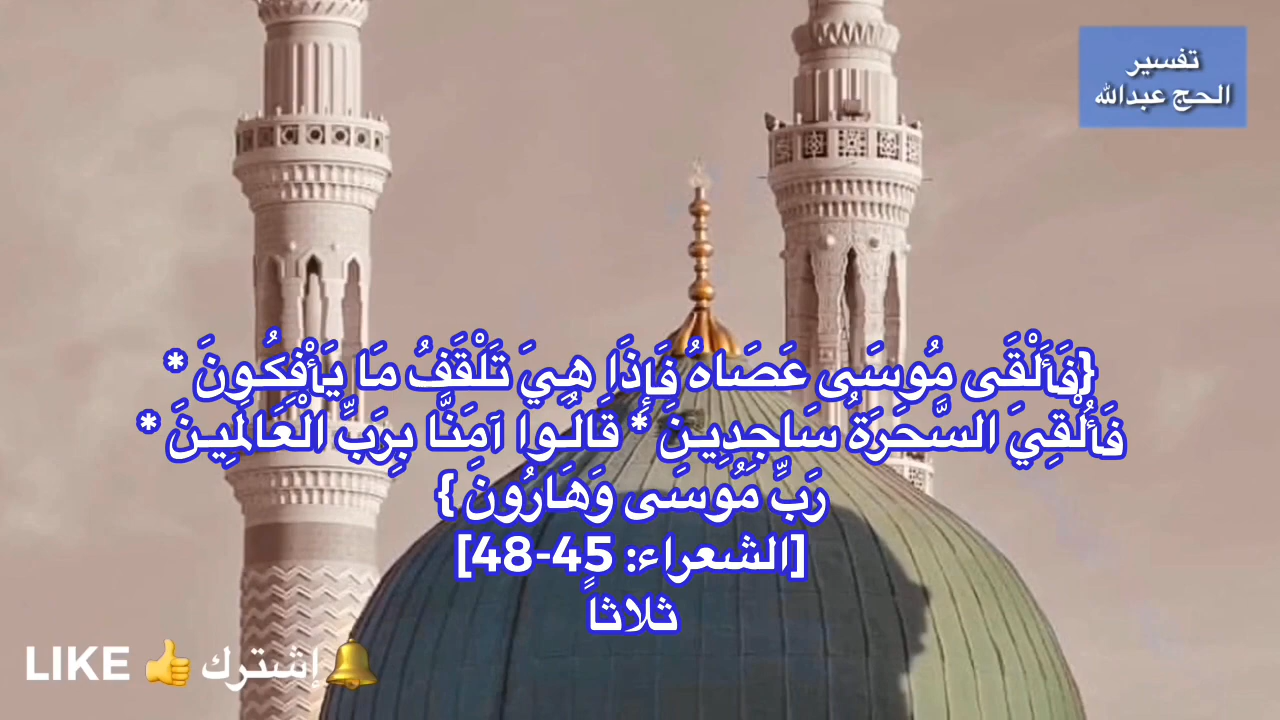 تفسير
الحج عبدالله
{فَأَلْقَى مُوسَى عَصَاهُ فَإِذَا هِيَ تَلْقَفُ مَا يَأْفِكُونَ *
فَأُلْقِيَ السَّحَرَةُ سَاجِدِينَ * قَالُوا آمَنَّا بِرَبِّ الْعَالَمِينَ *
رَبِّ مُوسَى وَهَارُونَ }
[الشعراء: 45-48]
ثلاثاً
LIKE 👍 إشترك🔔